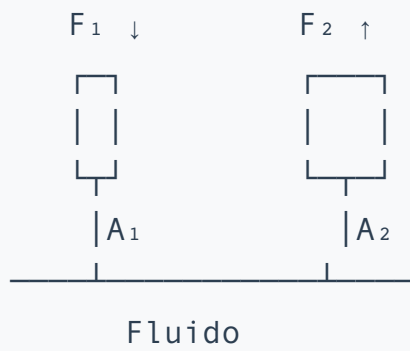 F₁ ↓ F₂ ↑
A₁ A₂
Fluido